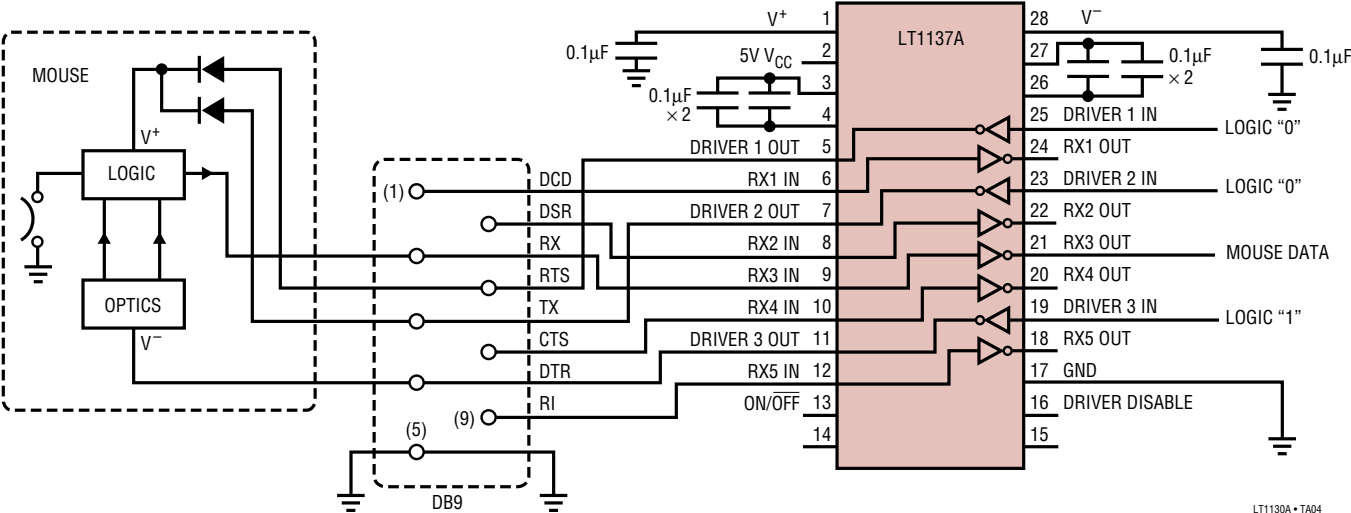 MOUSE
V+
LOGIC
OPTICS
V−
(1)
(9)
(5)
DB9
DCD
DSR
RX
RTS
TX
CTS
DTR
RI
0.1µF
V+
5V VCC
0.1µF
× 2
DRIVER 1 OUT
RX1 IN
DRIVER 2 OUT
RX2 IN
RX3 IN
RX4 IN
DRIVER 3 OUT
RX5 IN
ON/OFF
1
2
3
4
5
6
7
8
9
10
11
12
13
14
LT1137A
28
27
26
25
24
23
22
21
20
19
18
17
16
15
V−
0.1µF
× 2
0.1µF
DRIVER 1 IN
RX1 OUT
DRIVER 2 IN
RX2 OUT
RX3 OUT
RX4 OUT
DRIVER 3 IN
RX5 OUT
GND
DRIVER DISABLE
LOGIC “0”
LOGIC “0”
MOUSE DATA
LOGIC “1”
LT1130A • TA04